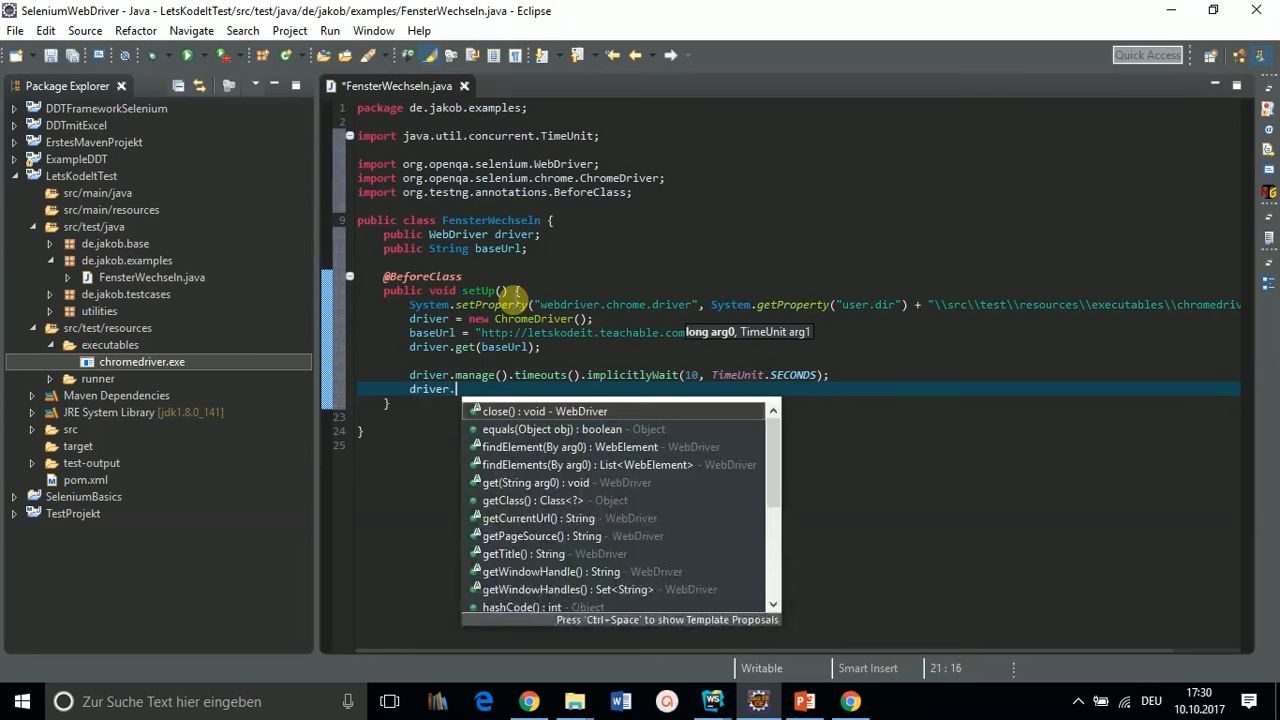 SeleniumWebDriver - Java - LetsKodeItTest/src/test/java/de/jakob/examples/FensterWechseln.java - Eclipse
File Edit Source Refactor Navigate Search Project Run Window Help
Quick Access
Package Explorer
*FensterWechseln.java
DDTFrameworkSelenium
DDTmitExcel
ErstesMavenProjekt
ExampleDDT
LetsKodeItTest
src/main/java
src/main/resources
src/test/java
de.jakob.base
de.jakob.examples
FensterWechseln.java
de.jakob.testcases
utilities
src/test/resources
executables
chromedriver.exe
runner
Maven Dependencies
JRE System Library [jdk1.8.0_141]
src
target
test-output
pom.xml
SeleniumBasics
TestProjekt
1 package de.jakob.examples;
2
import java.util.concurrent.TimeUnit;
import org.openqa.selenium.WebDriver;
import org.openqa.selenium.chrome.ChromeDriver;
import org.testng.annotations.BeforeClass;
9 public class FensterWechseln {
public WebDriver driver;
public String baseUrl;
@BeforeClass
public void setUp() {
System.setProperty("webdriver.chrome.driver", System.getProperty("user.dir") + "\\src\\test\\resources\\executables\\chromedriv
driver = new ChromeDriver();
baseUrl = "http://letskodeit.teachable.com
long arg0, TimeUnit arg1
driver.get(baseUrl);
driver.manage().timeouts().implicitlyWait(10, TimeUnit.SECONDS);
driver.
}
23
24 }
25
close() : void - WebDriver
equals(Object obj) : boolean - Object
findElement(By arg0) : WebElement - WebDriver
findElements(By arg0) : List<WebElement> - WebDriver
get(String arg0) : void - WebDriver
getClass() : Class<?> - Object
getCurrentUrl() : String - WebDriver
getPageSource() : String - WebDriver
getTitle() : String - WebDriver
getWindowHandle() : String - WebDriver
getWindowHandles() : Set<String> - WebDriver
hashCode() : int - Object
Press 'Ctrl+Space' to show Template Proposals
Writable Smart Insert 21 : 16
Zur Suche Text hier eingeben
DEU
17:30
10.10.2017